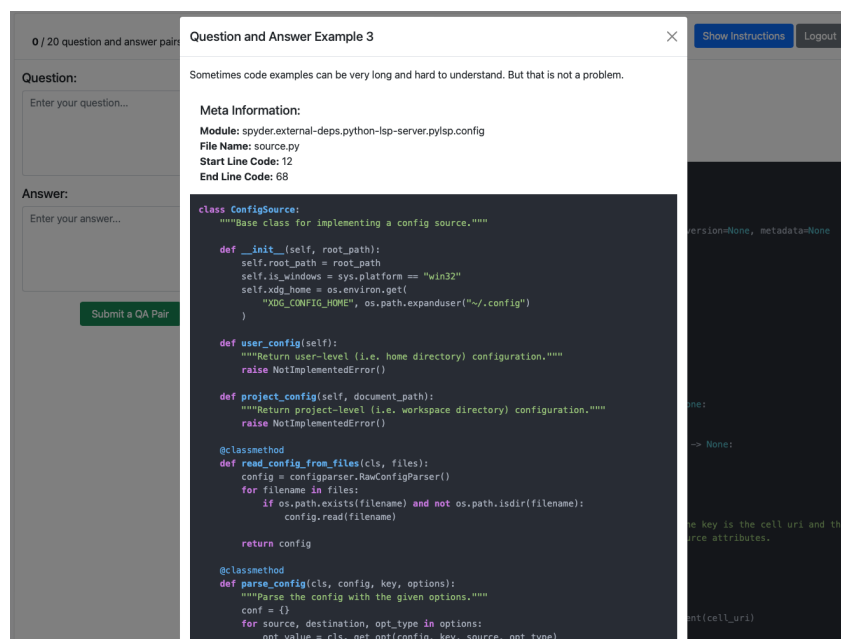 0 / 20 question and answer pairs
Question and Answer Example 3
Show Instructions
Logout
Question:
Enter your question...
Answer:
Enter your answer...
Submit a QA Pair
Sometimes code examples can be very long and hard to understand. But that is not a problem.
Meta Information:
Module: spyder.external-deps.python-lsp-server.pylsp.config
File Name: source.py
Start Line Code: 12
End Line Code: 68
class ConfigSource:
    """Base class for implementing a config source."""
    def __init__(self, root_path):
        self.root_path = root_path
        self.is_windows = sys.platform == "win32"
        self.xdg_home = os.environ.get(
            "XDG_CONFIG_HOME", os.path.expanduser("~/.config")
        )
    def user_config(self):
        """Return user-level (i.e. home directory) configuration."""
        raise NotImplementedError()
    def project_config(self, document_path):
        """Return project-level (i.e. workspace directory) configuration."""
        raise NotImplementedError()
    @classmethod
    def read_config_from_files(cls, files):
        config = configparser.RawConfigParser()
        for filename in files:
            if os.path.exists(filename) and not os.path.isdir(filename):
                config.read(filename)
        return config
    @classmethod
    def parse_config(cls, config, key, options):
        """Parse the config with the given options."""
        conf = {}
        for source, destination, opt_type in options:
            opt_value = cls._get_opt(config, key, source, opt_type)
version=None, metadata=None
one:
-> None:
he key is the cell uri and th
urce attributes.
ent(cell_uri)